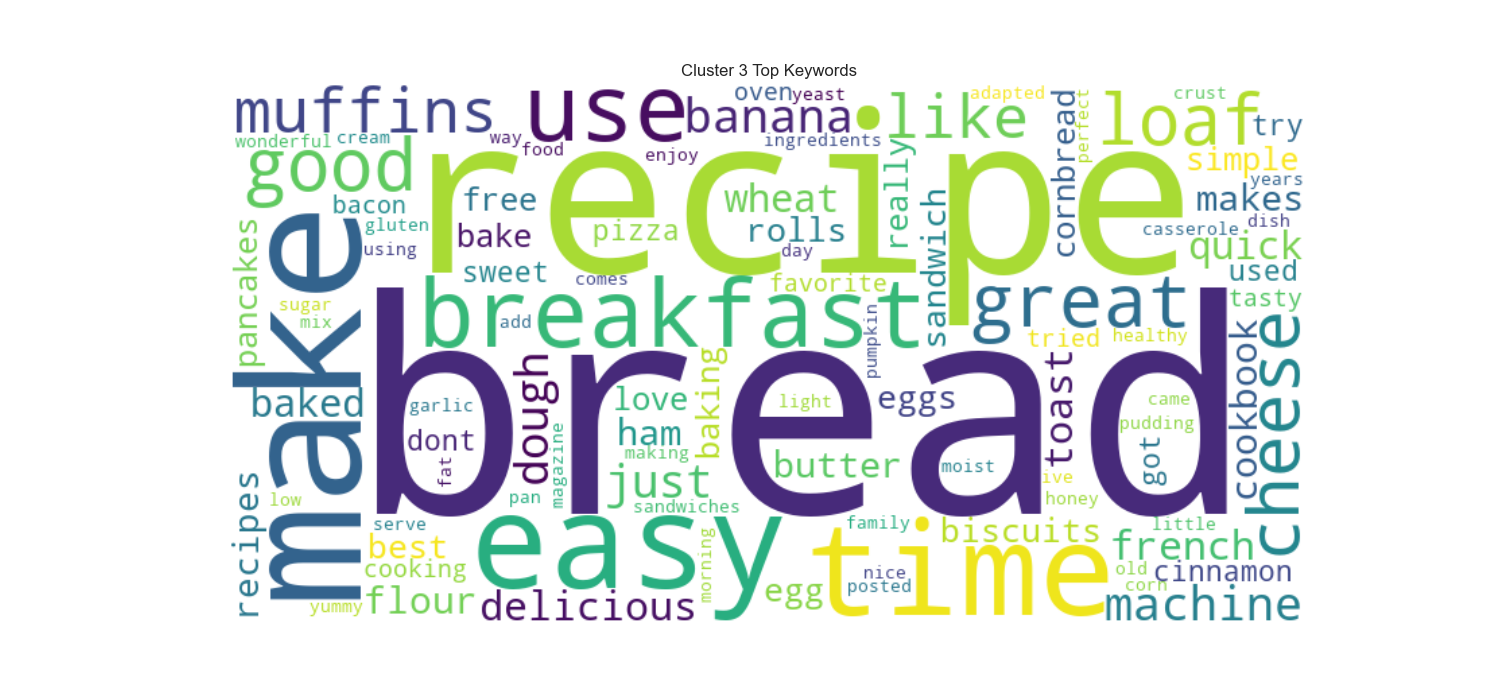 Cluster 3 Top Keywords
muffins
use
banana
oven
yeast
like
adapted
perfect
cornbread
loaf
crust
try
wonderful
cream
way
food
enjoy
ingredients
really
simple
years
good
recipe
bacon
free
wheat
makes
gluten
using
bake
pizza
rolls
day
sandwich
casserole
dish
quick
pancakes
make
sweet
comes
favorite
used
sugar
mix
breakfast
add
great
tasty
pumpkin
tried
healthy
bread
baked
garlic
dont
fat
dough
magazine
love
ham
making
just
baking
light
eggs
butter
moist
toast
came
pudding
got
cookbook
cheese
recipes
low
pan
sandwiches
ive
honey
serve
best
cooking
easy
family
time
biscuits
little
french
morning
nice
posted
old
corn
cinnamon
yummy
flour
delicious
egg
machine